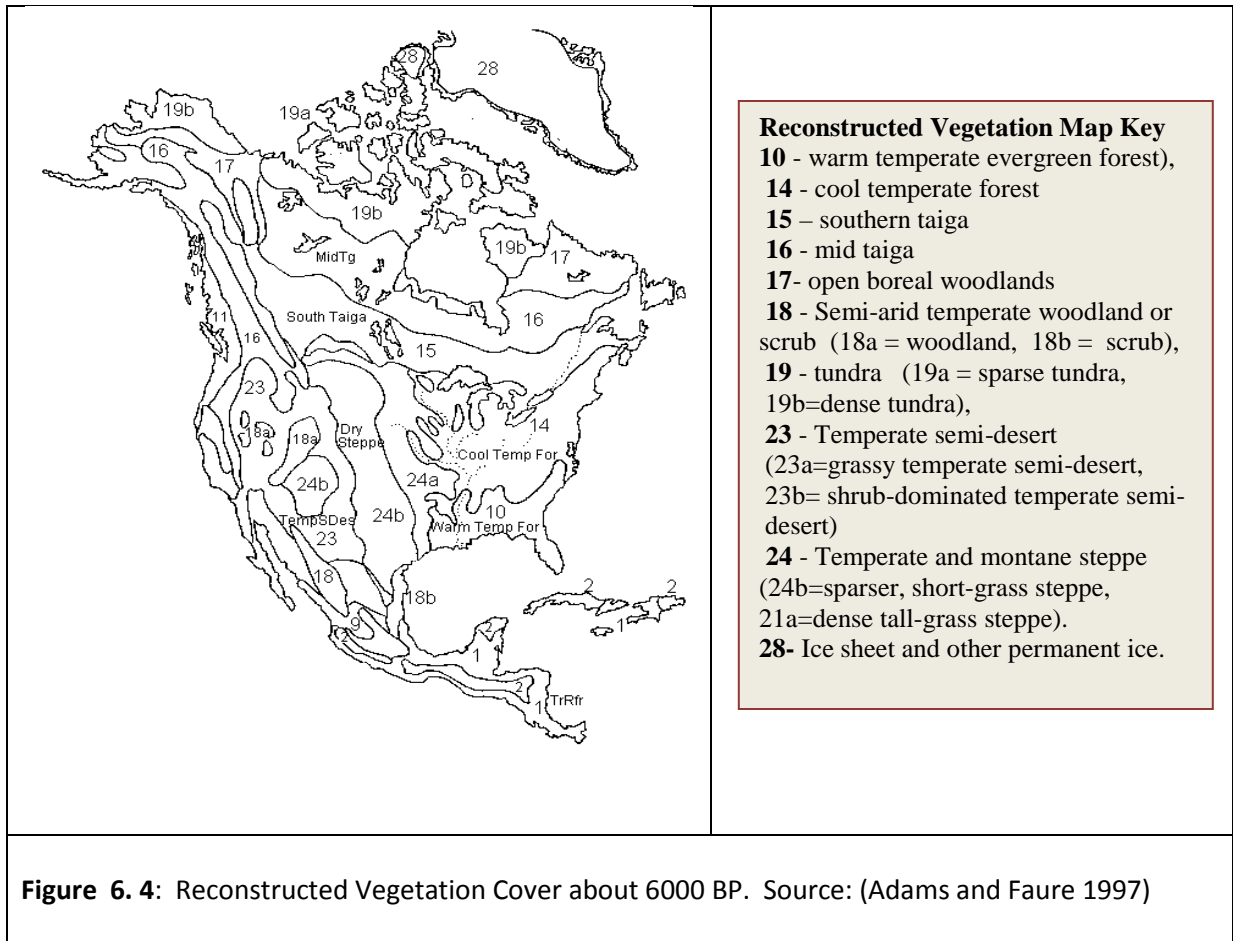 28
28
19b
19a
16
17
19b
MidTg
19b
17
11
South Taiga
16
16
15
23
14
18a
18a
Dry
Steppe
Cool Temp For
24b
24a
TempSDes
24b
10
23
Warm Temp For
18
18b
2
2
9
2
2
1
1
2
TrRfr
1
Reconstructed Vegetation Map Key
10 - warm temperate evergreen forest),
14 - cool temperate forest
15 – southern taiga
16 - mid taiga
17- open boreal woodlands
18 - Semi-arid temperate woodland or
scrub (18a = woodland, 18b = scrub),
19 - tundra (19a = sparse tundra,
19b=dense tundra),
23 - Temperate semi-desert
(23a=grassy temperate semi-desert,
23b= shrub-dominated temperate semi-
desert)
24 - Temperate and montane steppe
(24b=sparser, short-grass steppe,
21a=dense tall-grass steppe).
28- Ice sheet and other permanent ice.
Figure 6. 4: Reconstructed Vegetation Cover about 6000 BP. Source: (Adams and Faure 1997)